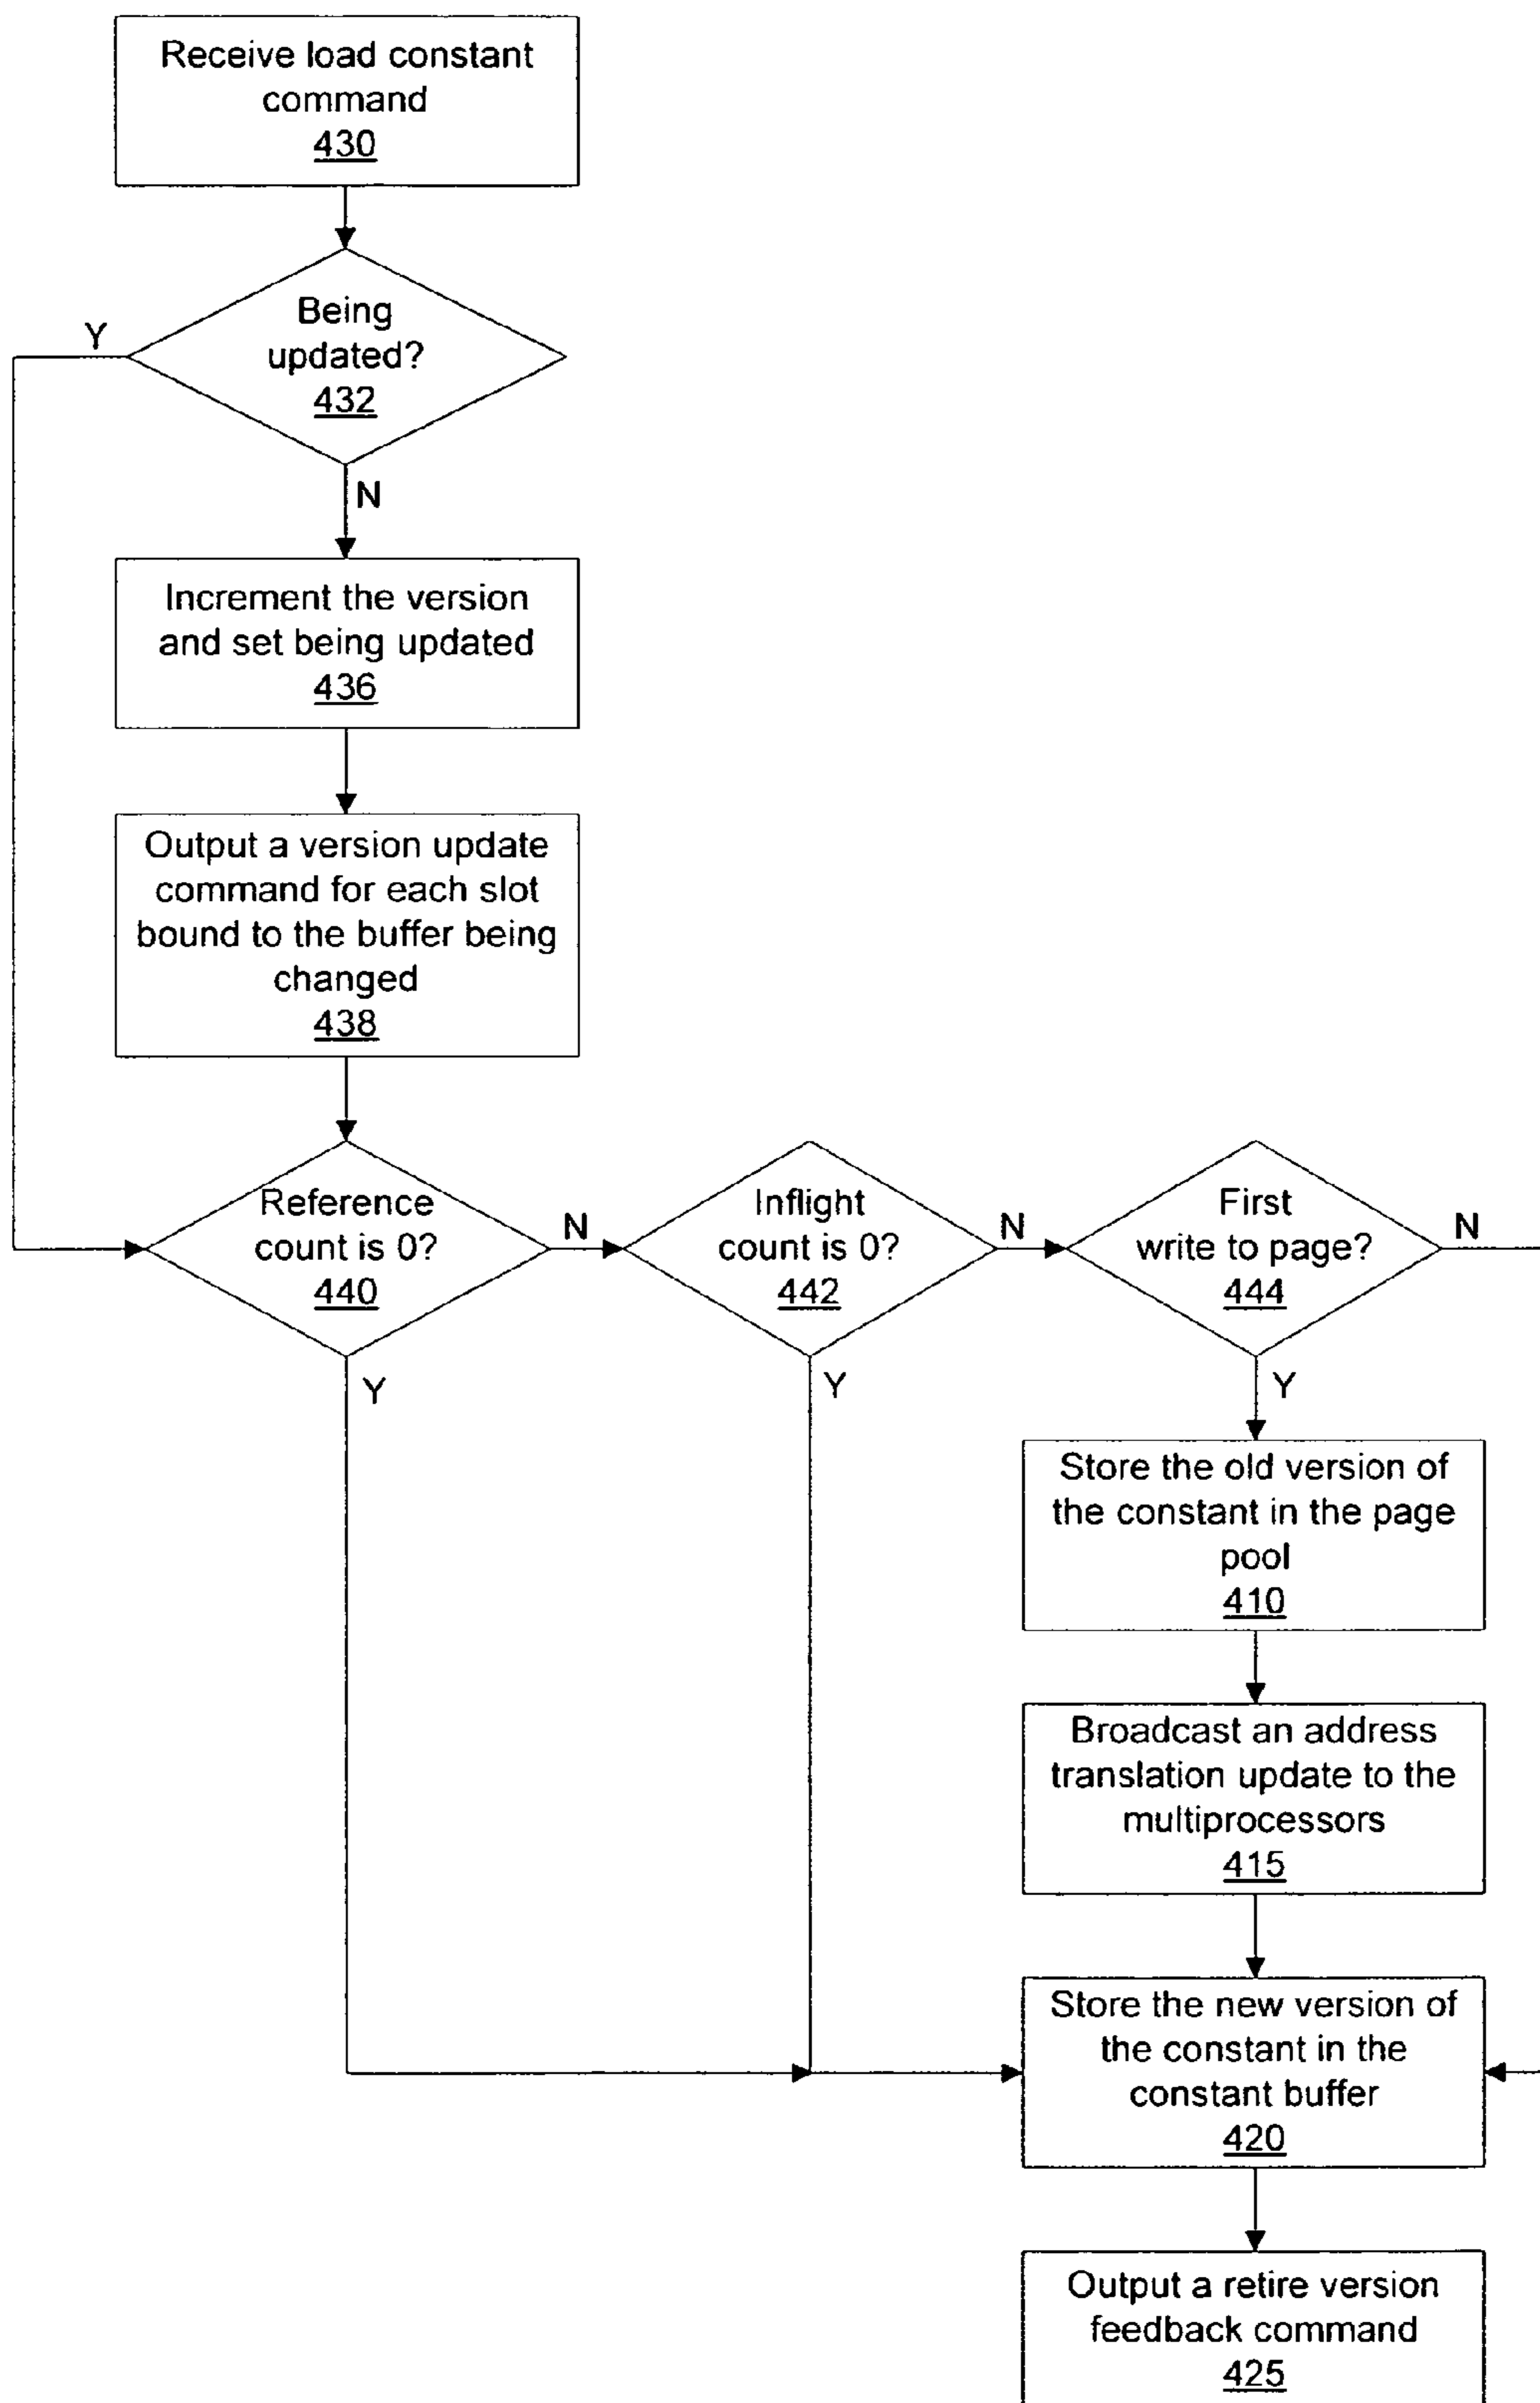 Receive load constant
command
430
Being
updated?
432
Y
N
Increment the version
and set being updated
436
Output a version update
command for each slot
bound to the buffer being
changed
438
Reference
count is 0?
440
N
Y
Inflight
count is 0?
442
N
Y
First
write to page?
444
N
Y
Store the old version of
the constant in the page
pool
410
Broadcast an address
translation update to the
multiprocessors
415
Store the new version of
the constant in the
constant buffer
420
Output a retire version
feedback command
425